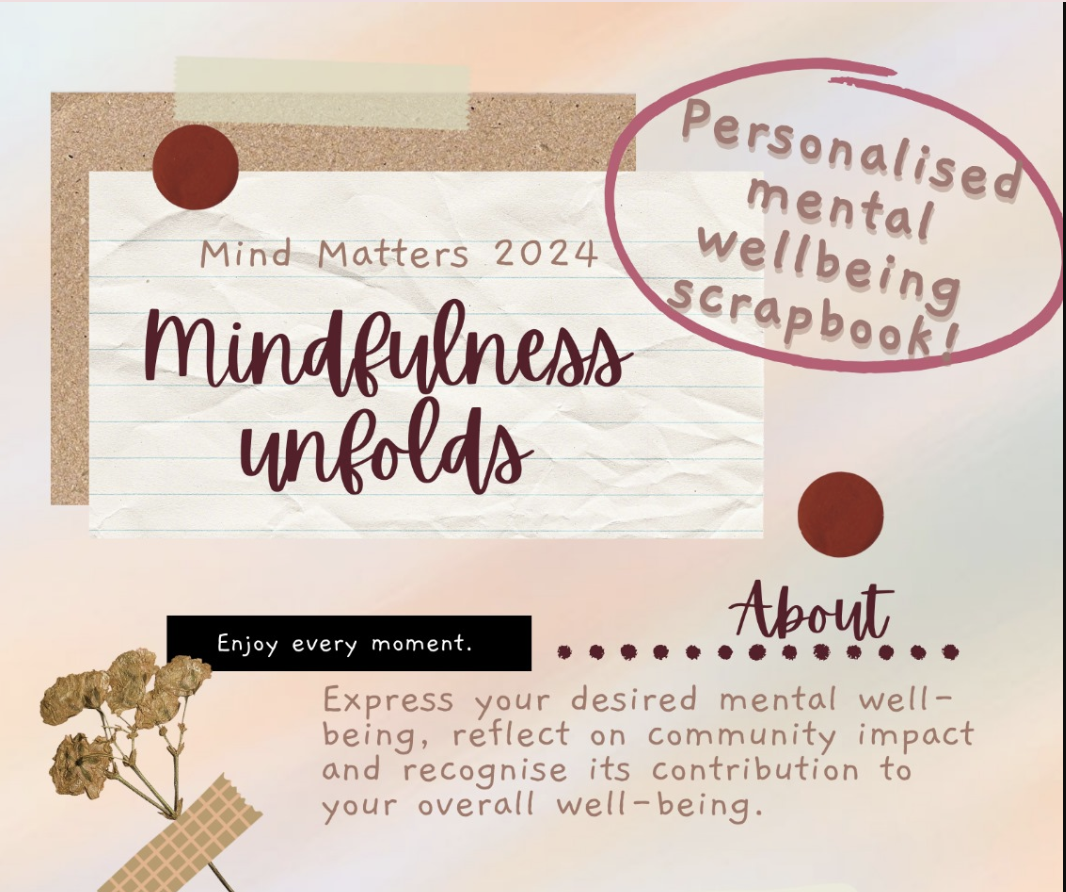 Mind Matters 2024
Mindfulness
unfolds
Personalised
mental
wellbeing
scrapbook!
Enjoy every moment.
About
Express your desired mental well-
being, reflect on community impact
and recognise its contribution to
your overall well-being.